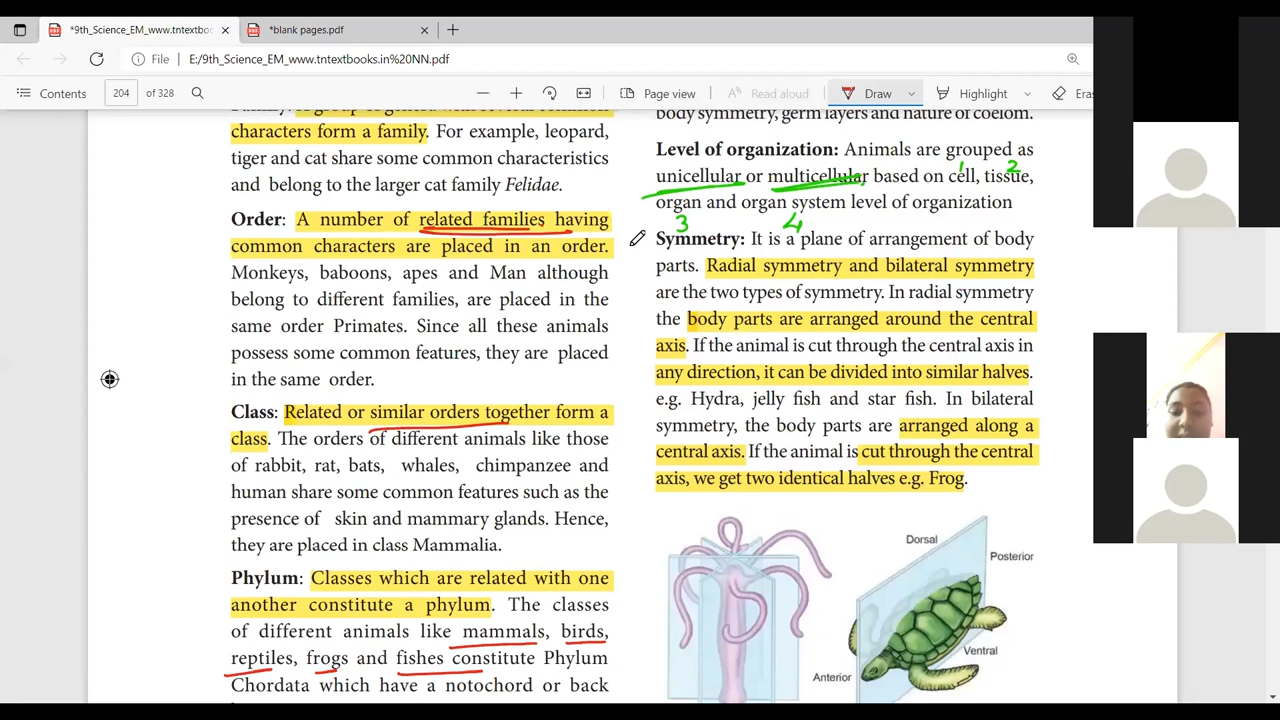 *9th_Science_EM_www.tntextboo
*blank pages.pdf
File
E:/9th_Science_EM_www.tntextbooks.in%20NN.pdf
Contents
204
of 328
Page view
Read aloud
Draw
Highlight
Eras
characters form a family. For example, leopard,
tiger and cat share some common characteristics
and belong to the larger cat family Felidae.
Order: A number of related families having
common characters are placed in an order.
Monkeys, baboons, apes and Man although
belong to different families, are placed in the
same order Primates. Since all these animals
possess some common features, they are placed
in the same order.
Class: Related or similar orders together form a
class. The orders of different animals like those
of rabbit, rat, bats, whales, chimpanzee and
human share some common features such as the
presence of skin and mammary glands. Hence,
they are placed in class Mammalia.
Phylum: Classes which are related with one
another constitute a phylum. The classes
of different animals like mammals, birds,
reptiles, frogs and fishes constitute Phylum
Chordata which have a notochord or back
body symmetry, germ layers and nature of coelom.
Level of organization: Animals are grouped as
1 2
unicellular or multicellular based on cell, tissue,
organ and organ system level of organization
3 4
Symmetry: It is a plane of arrangement of body
parts. Radial symmetry and bilateral symmetry
are the two types of symmetry. In radial symmetry
the body parts are arranged around the central
axis. If the animal is cut through the central axis in
any direction, it can be divided into similar halves.
e.g. Hydra, jelly fish and star fish. In bilateral
symmetry, the body parts are arranged along a
central axis. If the animal is cut through the central
axis, we get two identical halves e.g. Frog.
Dorsal
Posterior
Ventral
Anterior